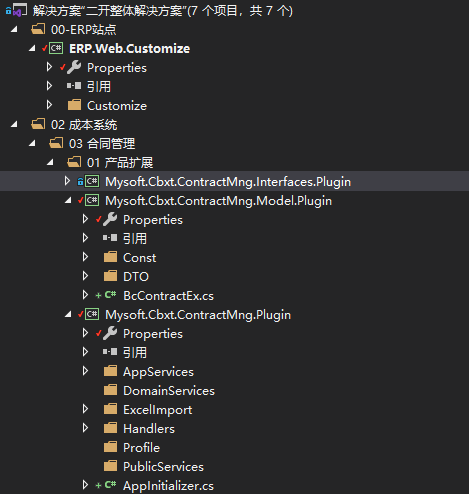 解决方案"二开整体解决方案"(7 个项目，共 7 个)
00-ERP站点
C# ERP.Web.Customize
Properties
引用
Customize
02 成本系统
03 合同管理
01 产品扩展
C# Mysoft.Cbxt.ContractMng.Interfaces.Plugin
C# Mysoft.Cbxt.ContractMng.Model.Plugin
Properties
引用
Const
DTO
+ C# BcContractEx.cs
C# Mysoft.Cbxt.ContractMng.Plugin
Properties
引用
AppServices
DomainServices
ExcelImport
Handlers
Profile
PublicServices
+ C# AppInitializer.cs